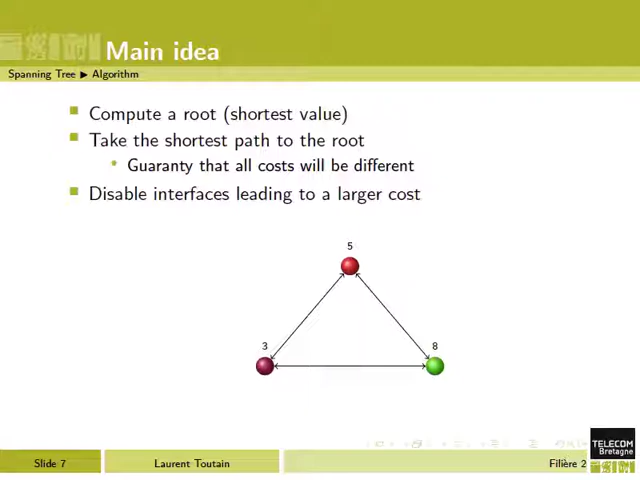 Main idea
Spanning Tree ▶ Algorithm
Compute a root (shortest value)
Take the shortest path to the root
Guaranty that all costs will be different
Disable interfaces leading to a larger cost
5
3
8
TELECOM
Bretagne
Slide 7
Laurent Toutain
Filière 2